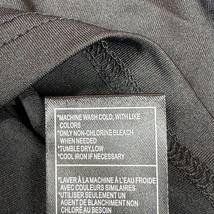 *MACHINE WASH COLD, WITH LIKE
COLORS
*ONLY NON-CHLORIXE BLEACH
WHEN NEEDED
*TUMBLE DRY, LOW
*COOL IRON IF NECESSARY
*LAVER À LA MACHINE À L'EAU FROIDE
AVEC COULEURS SIMILAIRES
*UTILISER SEULEMENT UN
AGENT DE BLANCHIMENT NON
CHLORÉ AU BESOIN